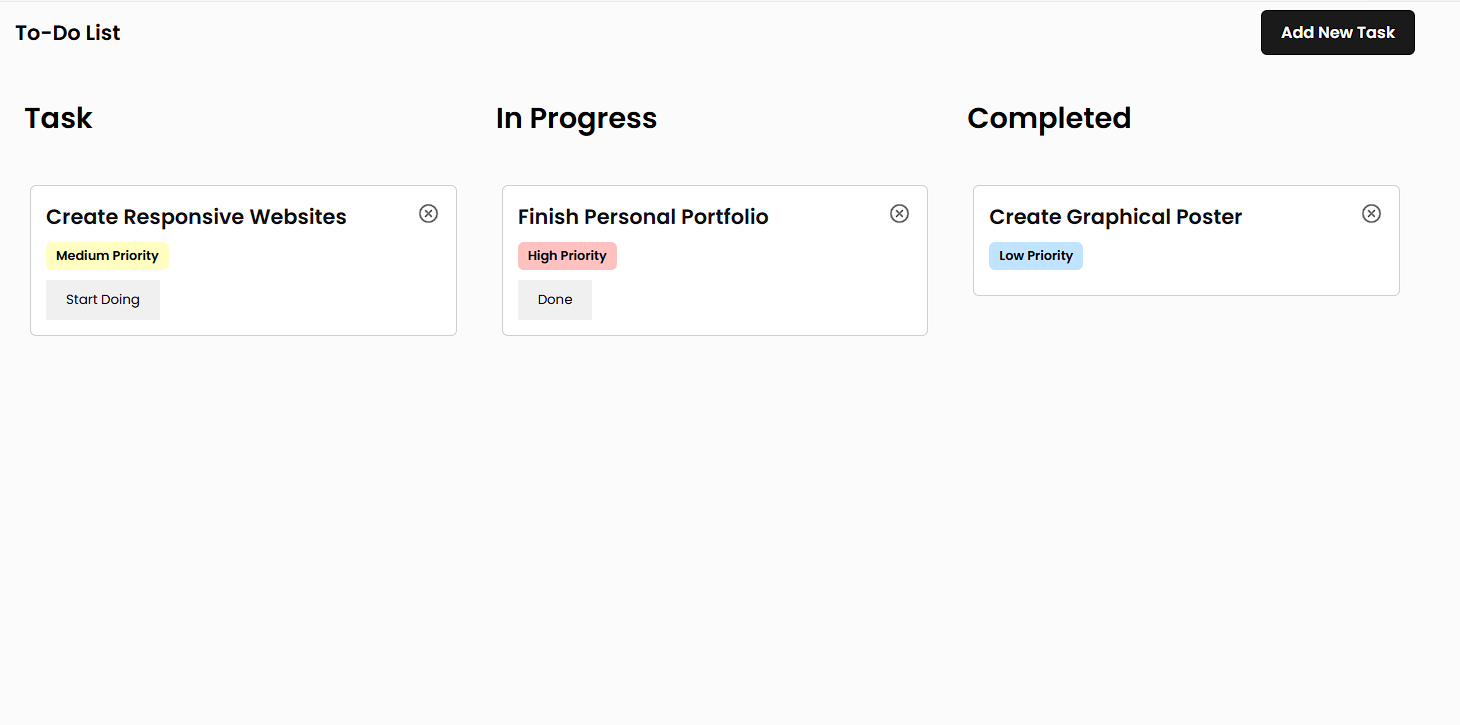 To-Do List
Add New Task
Task
In Progress
Completed
Create Responsive Websites
Medium Priority
Start Doing
Finish Personal Portfolio
High Priority
Done
Create Graphical Poster
Low Priority